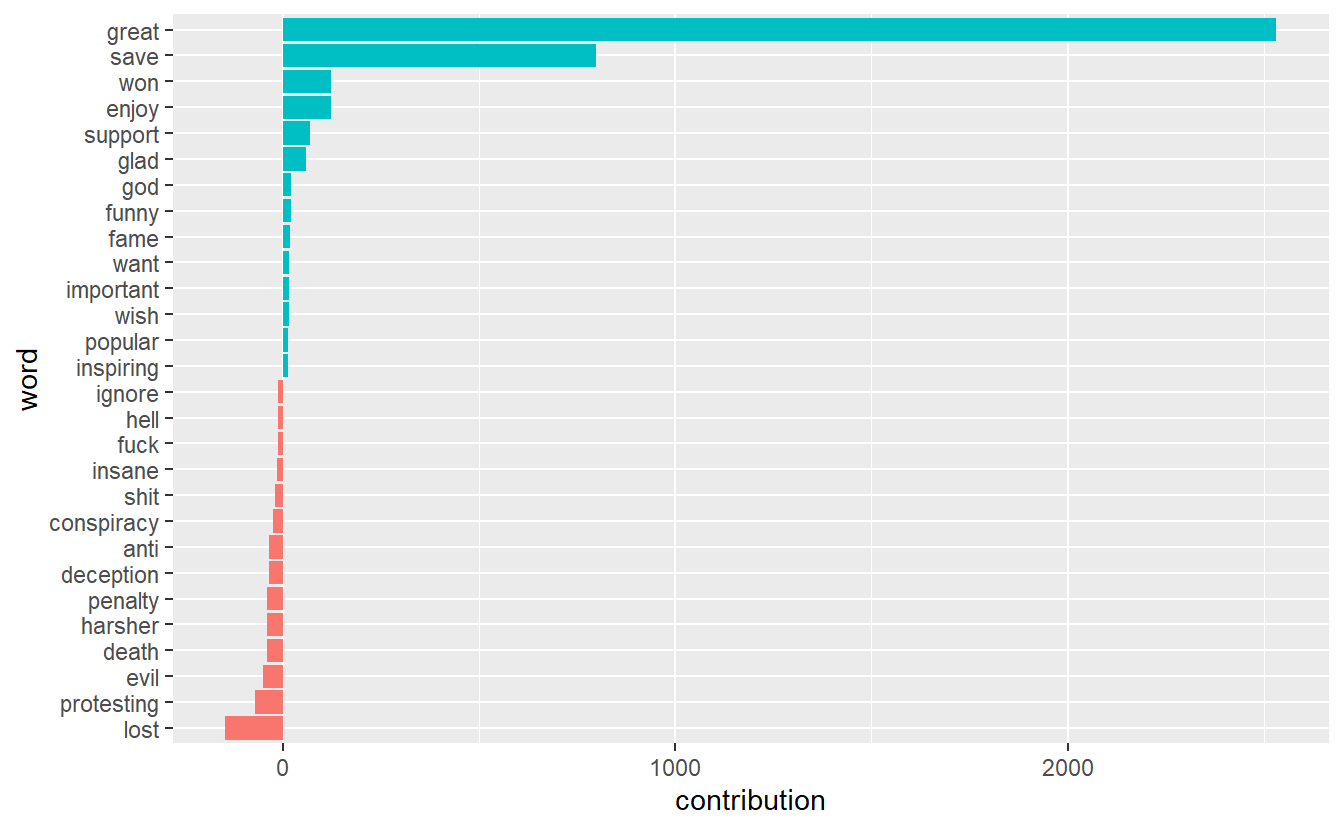 great
save
won
enjoy
support
glad
god
funny
fame
want
important
wish
popular
inspiring
ignore
hell
fuck
insane
shit
conspiracy
anti
deception
penalty
harsher
death
evil
protesting
lost
word
0 1000 2000
contribution